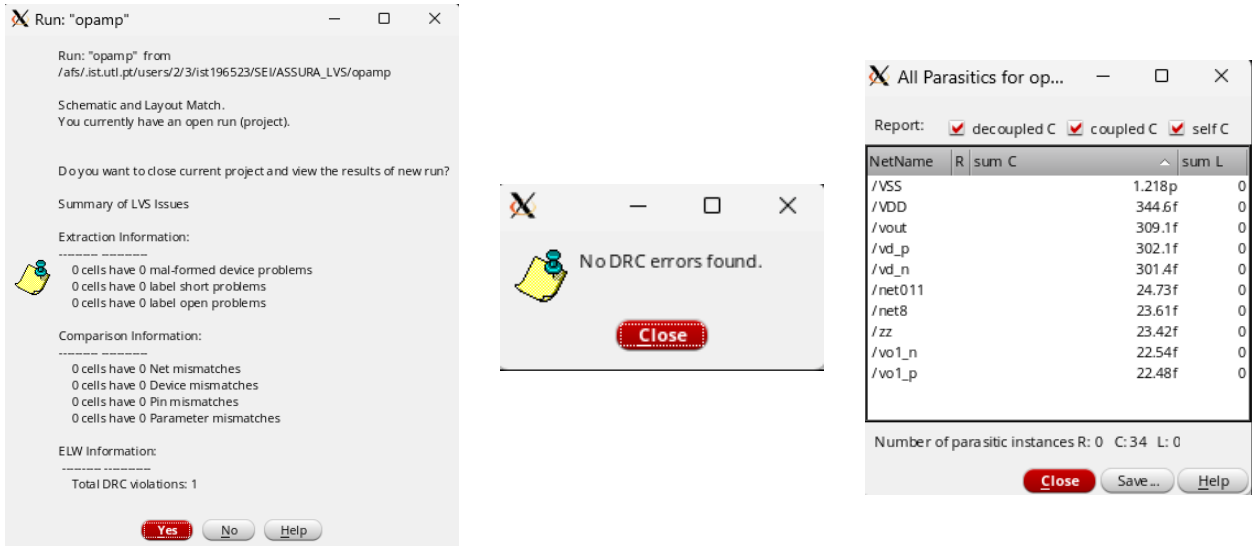 Run: "opamp"
Run: "opamp" from
/afs/.ist.utl.pt/users/2/3/ist196523/SEI/ASSURA_LVS/opamp
Schematic and Layout Match.
You currently have an open run (project).
Do you want to close current project and view the results of new run?
Summary of LVS Issues
Extraction Information:
---------- ------------
0 cells have 0 mal-formed device problems
0 cells have 0 label short problems
0 cells have 0 label open problems
Comparison Information:
---------- ------------
0 cells have 0 Net mismatches
0 cells have 0 Device mismatches
0 cells have 0 Pin mismatches
0 cells have 0 Parameter mismatches
ELW Information:
---------- ------------
Total DRC violations: 1
Yes No Help
No DRC errors found.
Close
All Parasitics for op...
Report: decoupled C coupled C self C
NetName R sum C sum L
/VSS 1.218p 0
/VDD 344.6f 0
/vout 309.1f 0
/vd_p 302.1f 0
/vd_n 301.4f 0
/net011 24.73f 0
/net8 23.61f 0
/zz 23.42f 0
/vo1_n 22.54f 0
/vo1_p 22.48f 0
Number of parasitic instances R: 0 C: 34 L: 0
Close Save... Help